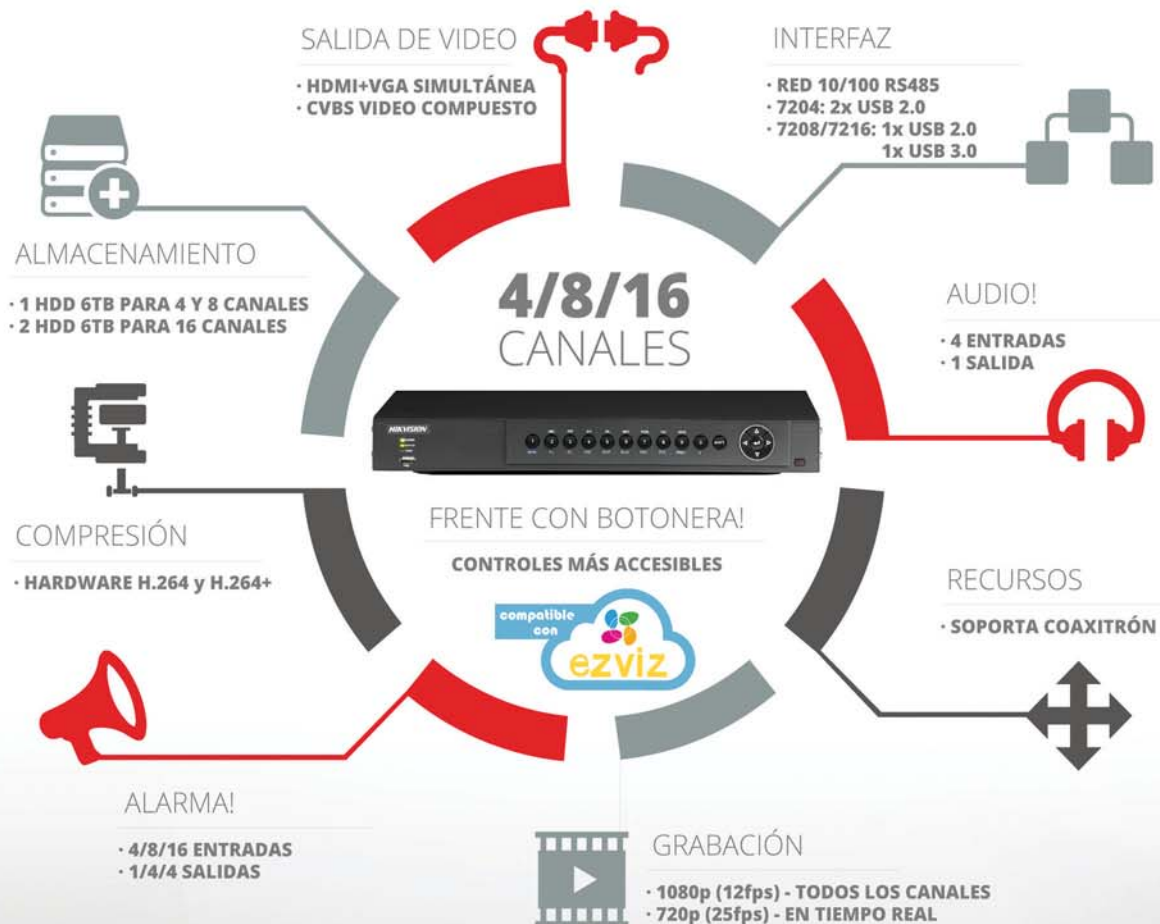 SALIDA DE VIDEO
· HDMI+VGA SIMULTÁNEA
· CVBS VIDEO COMPUESTO
INTERFAZ
· RED 10/100 RS485
· 7204: 2x USB 2.0
· 7208/7216: 1x USB 2.0
1x USB 3.0
ALMACENAMIENTO
· 1 HDD 6TB PARA 4 Y 8 CANALES
· 2 HDD 6TB PARA 16 CANALES
4/8/16
CANALES
AUDIO!
· 4 ENTRADAS
· 1 SALIDA
HIKVISION
COMPRESIÓN
· HARDWARE H.264 y H.264+
FRENTE CON BOTONERA!
CONTROLES MÁS ACCESIBLES
compatible
con
ezviz
RECURSOS
· SOPORTA COAXITRÓN
ALARMA!
· 4/8/16 ENTRADAS
· 1/4/4 SALIDAS
GRABACIÓN
· 1080p (12fps) - TODOS LOS CANALES
· 720p (25fps) - EN TIEMPO REAL